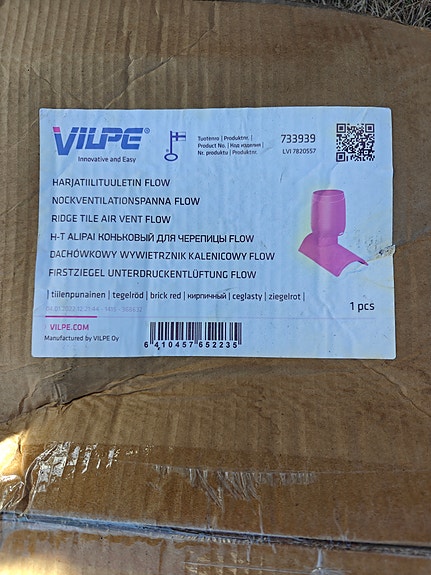 VILPE®
Innovative and Easy
Tuotenro | Produktnr. |
Product No. | Код изделия |
Nr. produktu | Produktnr.
733939
LVI 7820557
HARJATIILITUULETIN FLOW
NOCKVENTILATIONSPANNA FLOW
RIDGE TILE AIR VENT FLOW
H-T ALIPAI КОНЬКОВЫЙ ДЛЯ ЧЕРЕПИЦЫ FLOW
DACHÓWKOWY WYWIETRZNIK KALENICOWY FLOW
FIRSTZIEGEL UNTERDRUCKENTLÜFTUNG FLOW
| tiilenpunainen | tegelröd | brick red | кирпичный | ceglasty | ziegelrot |
1 pcs
VILPE.COM
Manufactured by VILPE Oy
6 410457 652235